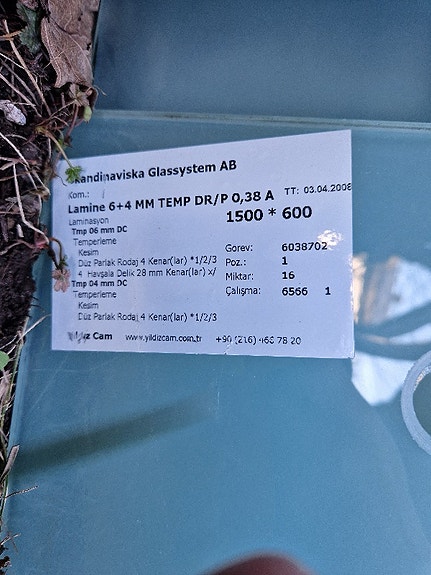 Skandinaviska Glassystem AB
Kom.: /
Lamine 6+4 MM TEMP DR/P 0,38 A TT: 03.04.2008
Laminasyon 1500 * 600
Tmp 06 mm DC
Temperleme Gorev: 6038702
Kesim Poz.: 1
Düz Parlak Rodaj 4 Kenar(lar) *1/2/3
4 Havşala Delik 28 mm Kenar(lar) x/ Miktar: 16
Tmp 04 mm DC
Temperleme Çalışma: 6566 1
Kesim
Düz Parlak Rodaj 4 Kenar(lar) *1/2/3
Yıldız Cam www.yildizcam.com.tr +90 (216) 78 20